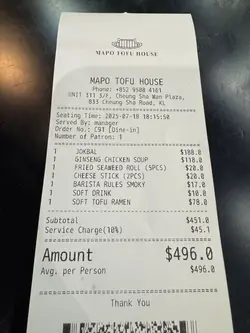 MAPO TOFU HOUSE
MAPO TOFU HOUSE
Phone: +852 9508 4161
UNIT 311 3/F, Cheung Sha Wan Plaza,
833 Cheung Sha Road, KL
Seating Time: 2025-07-18 18:15:50
Served By: manager
Order No.: C91 [Dine-in]
Number of Patron: 1
1 JOKBAL $188.0
1 GINSENG CHICKEN SOUP $118.0
1 FRIED SEAWEED ROLL (5PCS) $20.0
1 CHEESE STICK (2PCS) $20.0
1 BARISTA RULES SMOKY $17.0
1 SOFT DRINK $10.0
1 SOFT TOFU RAMEN $78.0
Subtotal $451.0
Service Charge(10%) $45.1
Amount $496.0
Avg. per Person $496.0
Thank You